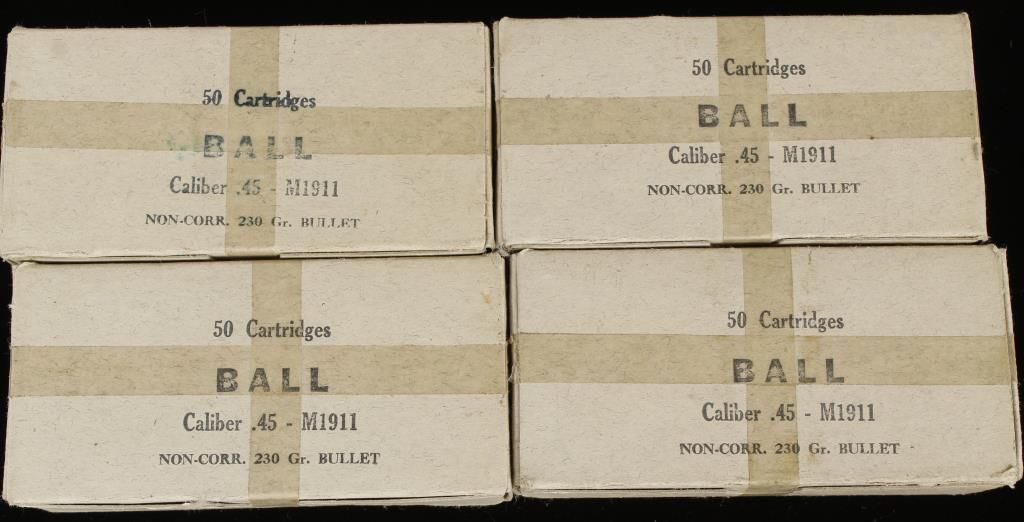 50 Cartridges
BALL
Caliber .45 - M1911
NON-CORR. 230 Gr. BULLET
50 Cartridges
BALL
Caliber .45 - M1911
NON-CORR. 230 Gr. BULLET
50 Cartridges
BALL
Caliber .45 - M1911
NON-CORR. 230 Gr. BULLET
50 Cartridges
BALL
Caliber .45 - M1911
NON-CORR. 230 Gr. BULLET